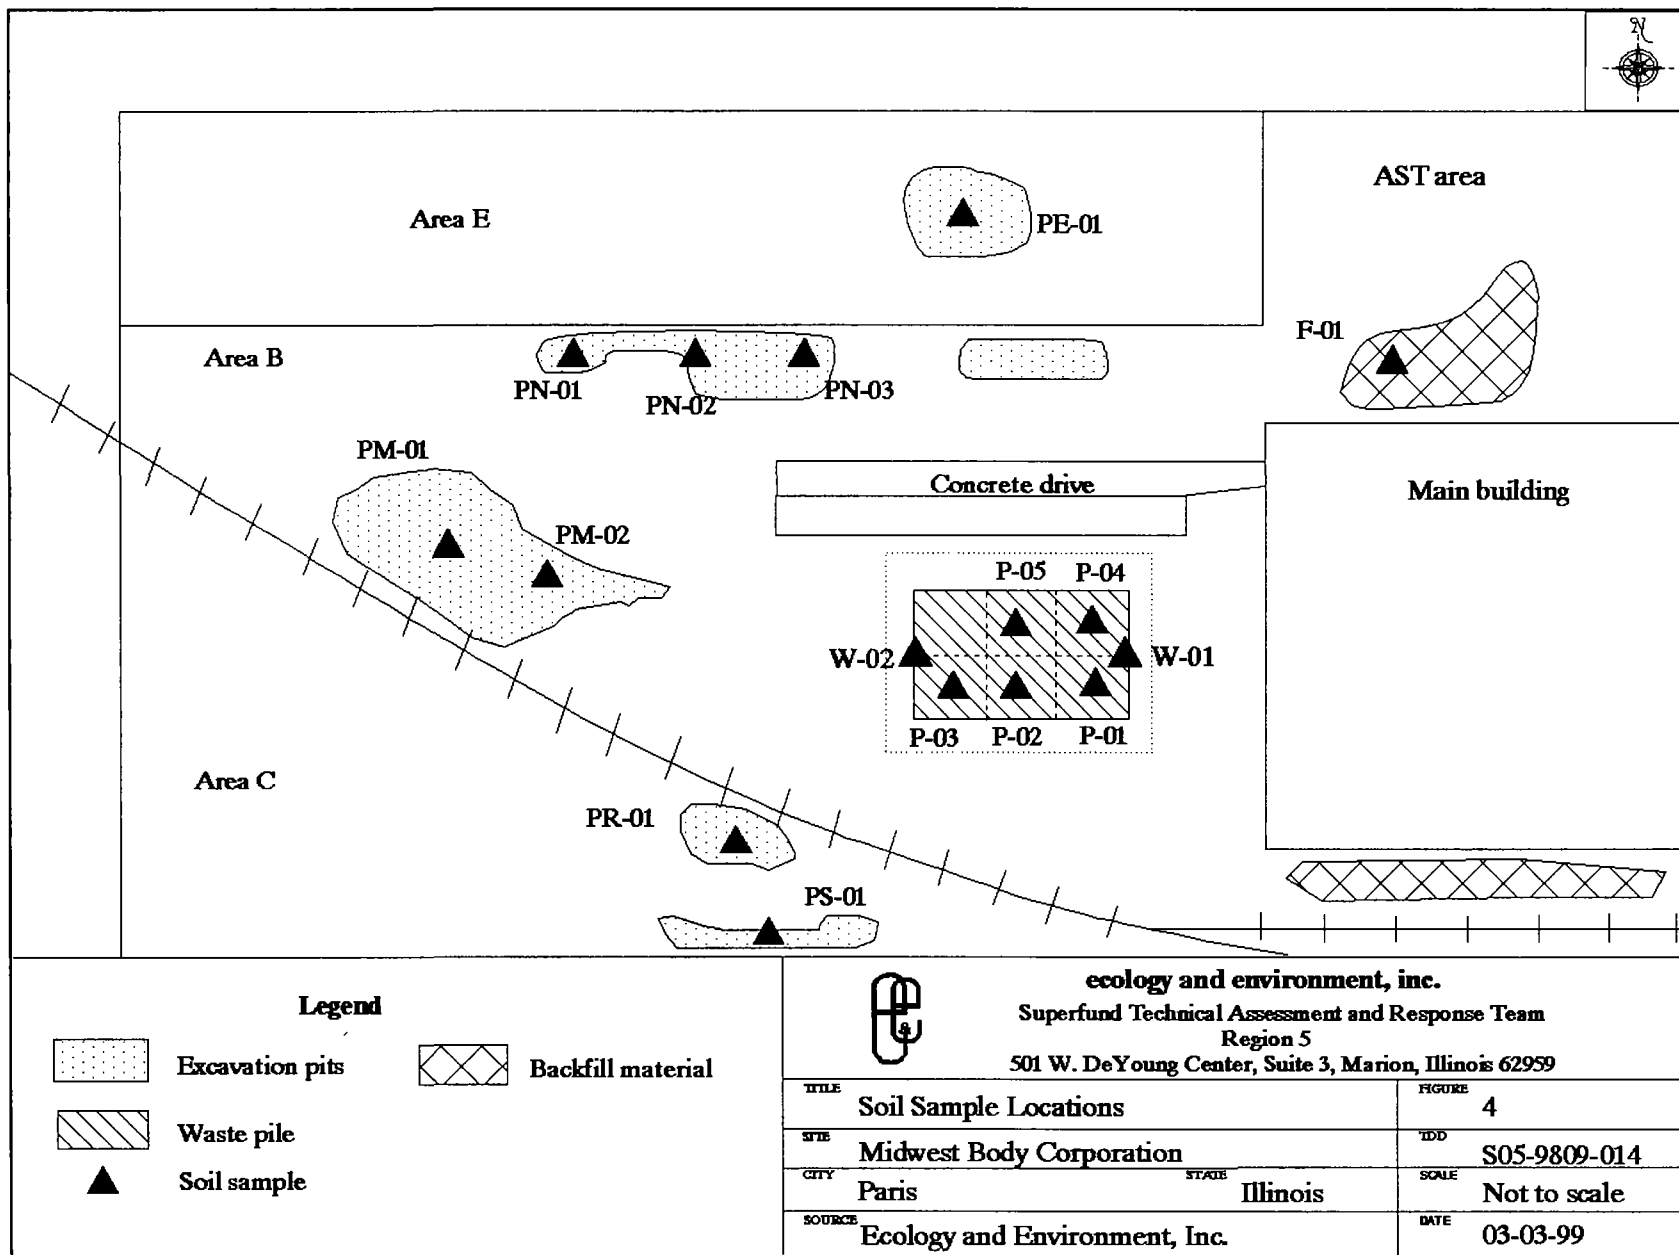 N
AST area
Area E
PE-01
F-01
Area B
PN-01
PN-02
PN-03
PM-01
Concrete drive
Main building
PM-02
P-05 P-04
W-02
W-01
P-03 P-02 P-01
Area C
PR-01
PS-01
Legend
Excavation pits
Backfill material
Waste pile
Soil sample
e&e
ecology and environment, inc.
Superfund Technical Assessment and Response Team
Region 5
501 W. DeYoung Center, Suite 3, Marion, Illinois 62959
TITLE Soil Sample Locations
FIGURE 4
SITE Midwest Body Corporation
TDD S05-9809-014
CITY Paris
STATE Illinois
SCALE Not to scale
SOURCE Ecology and Environment, Inc.
DATE 03-03-99